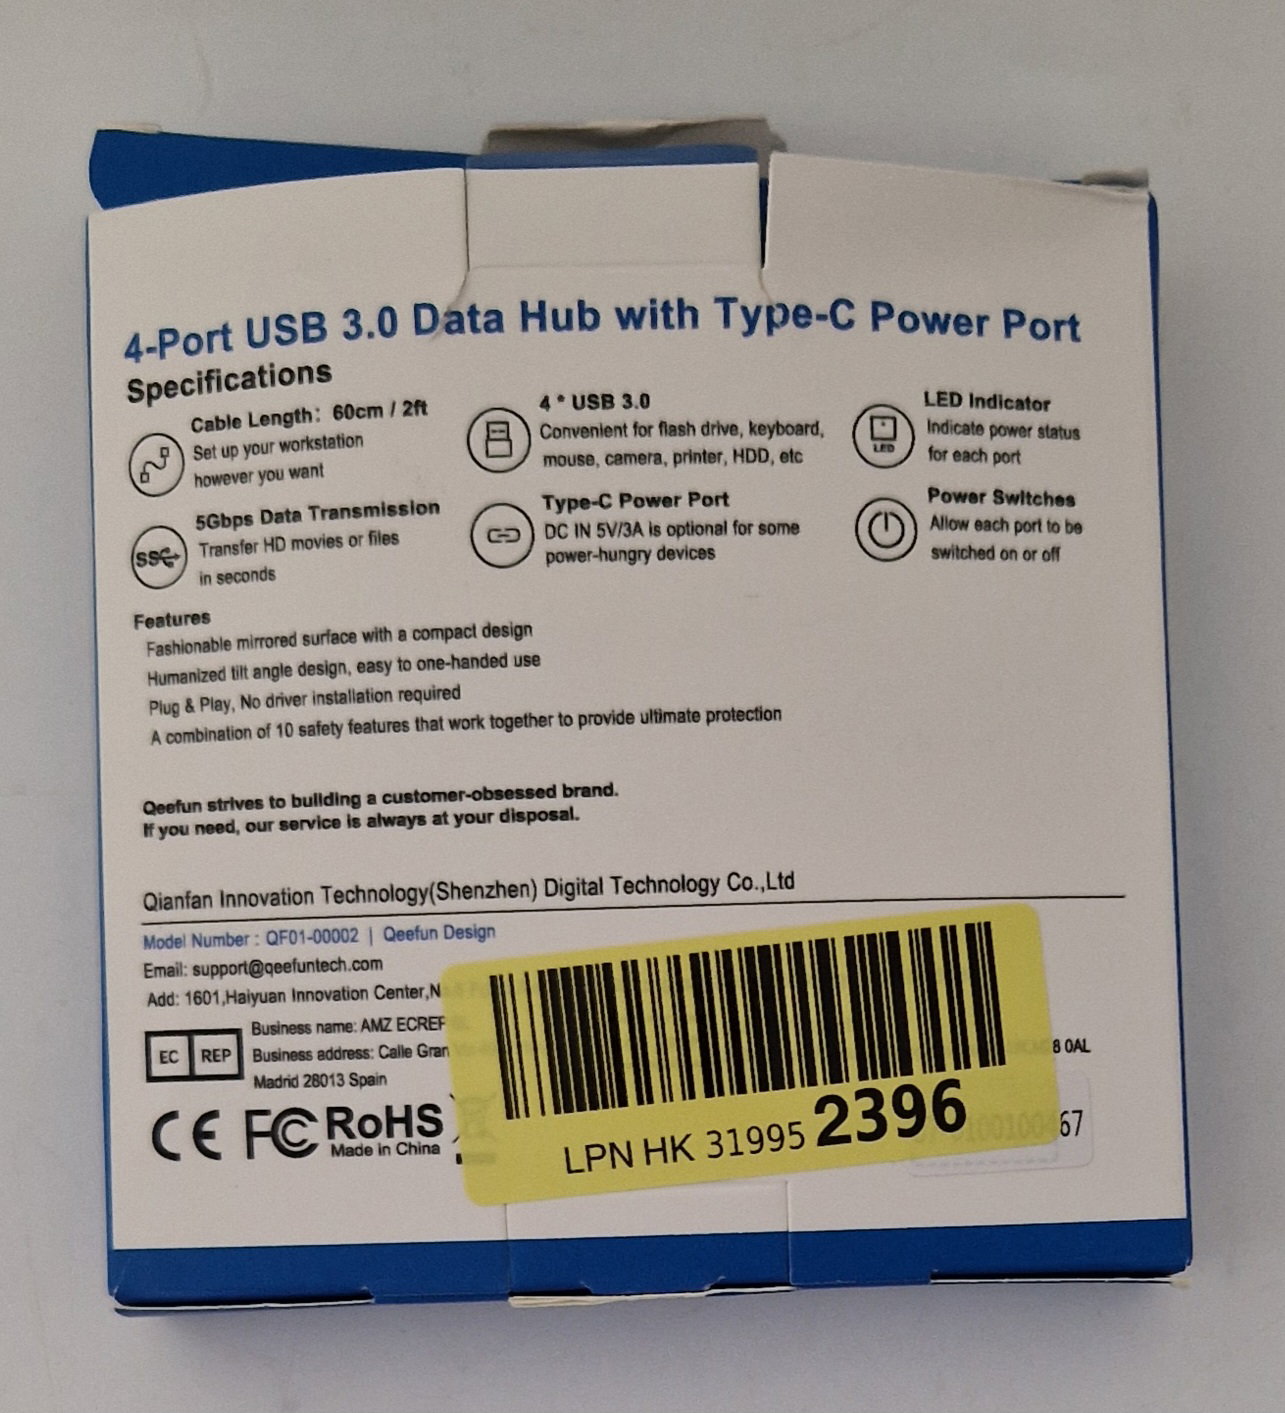 4-Port USB 3.0 Data Hub with Type-C Power Port
Specifications
Cable Length: 60cm / 2ft
Set up your workstation
however you want
4 * USB 3.0
Convenient for flash drive, keyboard,
mouse, camera, printer, HDD, etc
LED
LED Indicator
Indicate power status
for each port
SS
5Gbps Data Transmission
Transfer HD movies or files
in seconds
Type-C Power Port
DC IN 5V/3A is optional for some
power-hungry devices
Power Switches
Allow each port to be
switched on or off
Features
Fashionable mirrored surface with a compact design
Humanized tilt angle design, easy to one-handed use
Plug & Play, No driver installation required
A combination of 10 safety features that work together to provide ultimate protection
Qeefun strives to building a customer-obsessed brand.
If you need, our service is always at your disposal.
Qianfan Innovation Technology(Shenzhen) Digital Technology Co.,Ltd
Model Number : QF01-00002 | Qeefun Design
Email: support@qeefuntech.com
Add: 1601,Haiyuan Innovation Center,N
EC REP
Business name: AMZ ECREP
Business address: Calle Gran
Madrid 28013 Spain
8 0AL
CE FC RoHS
Made in China
67
LPN HK 31995 2396